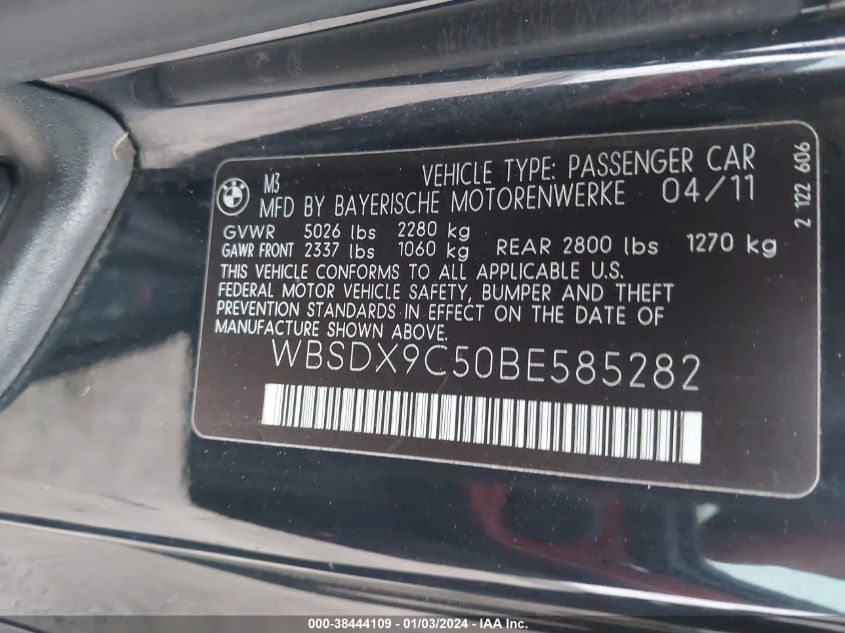 M3 VEHICLE TYPE: PASSENGER CAR
MFD BY BAYERISCHE MOTORENWERKE 04/11
GVWR 5026 lbs 2280 kg
GAWR FRONT 2337 lbs 1060 kg REAR 2800 lbs 1270 kg
THIS VEHICLE CONFORMS TO ALL APPLICABLE U.S.
FEDERAL MOTOR VEHICLE SAFETY, BUMPER AND THEFT
PREVENTION STANDARDS IN EFFECT ON THE DATE OF
MANUFACTURE SHOWN ABOVE.
WBSDX9C50BE585282
2 122 606
BMW
000-38444109 - 01/03/2024 - IAA Inc.